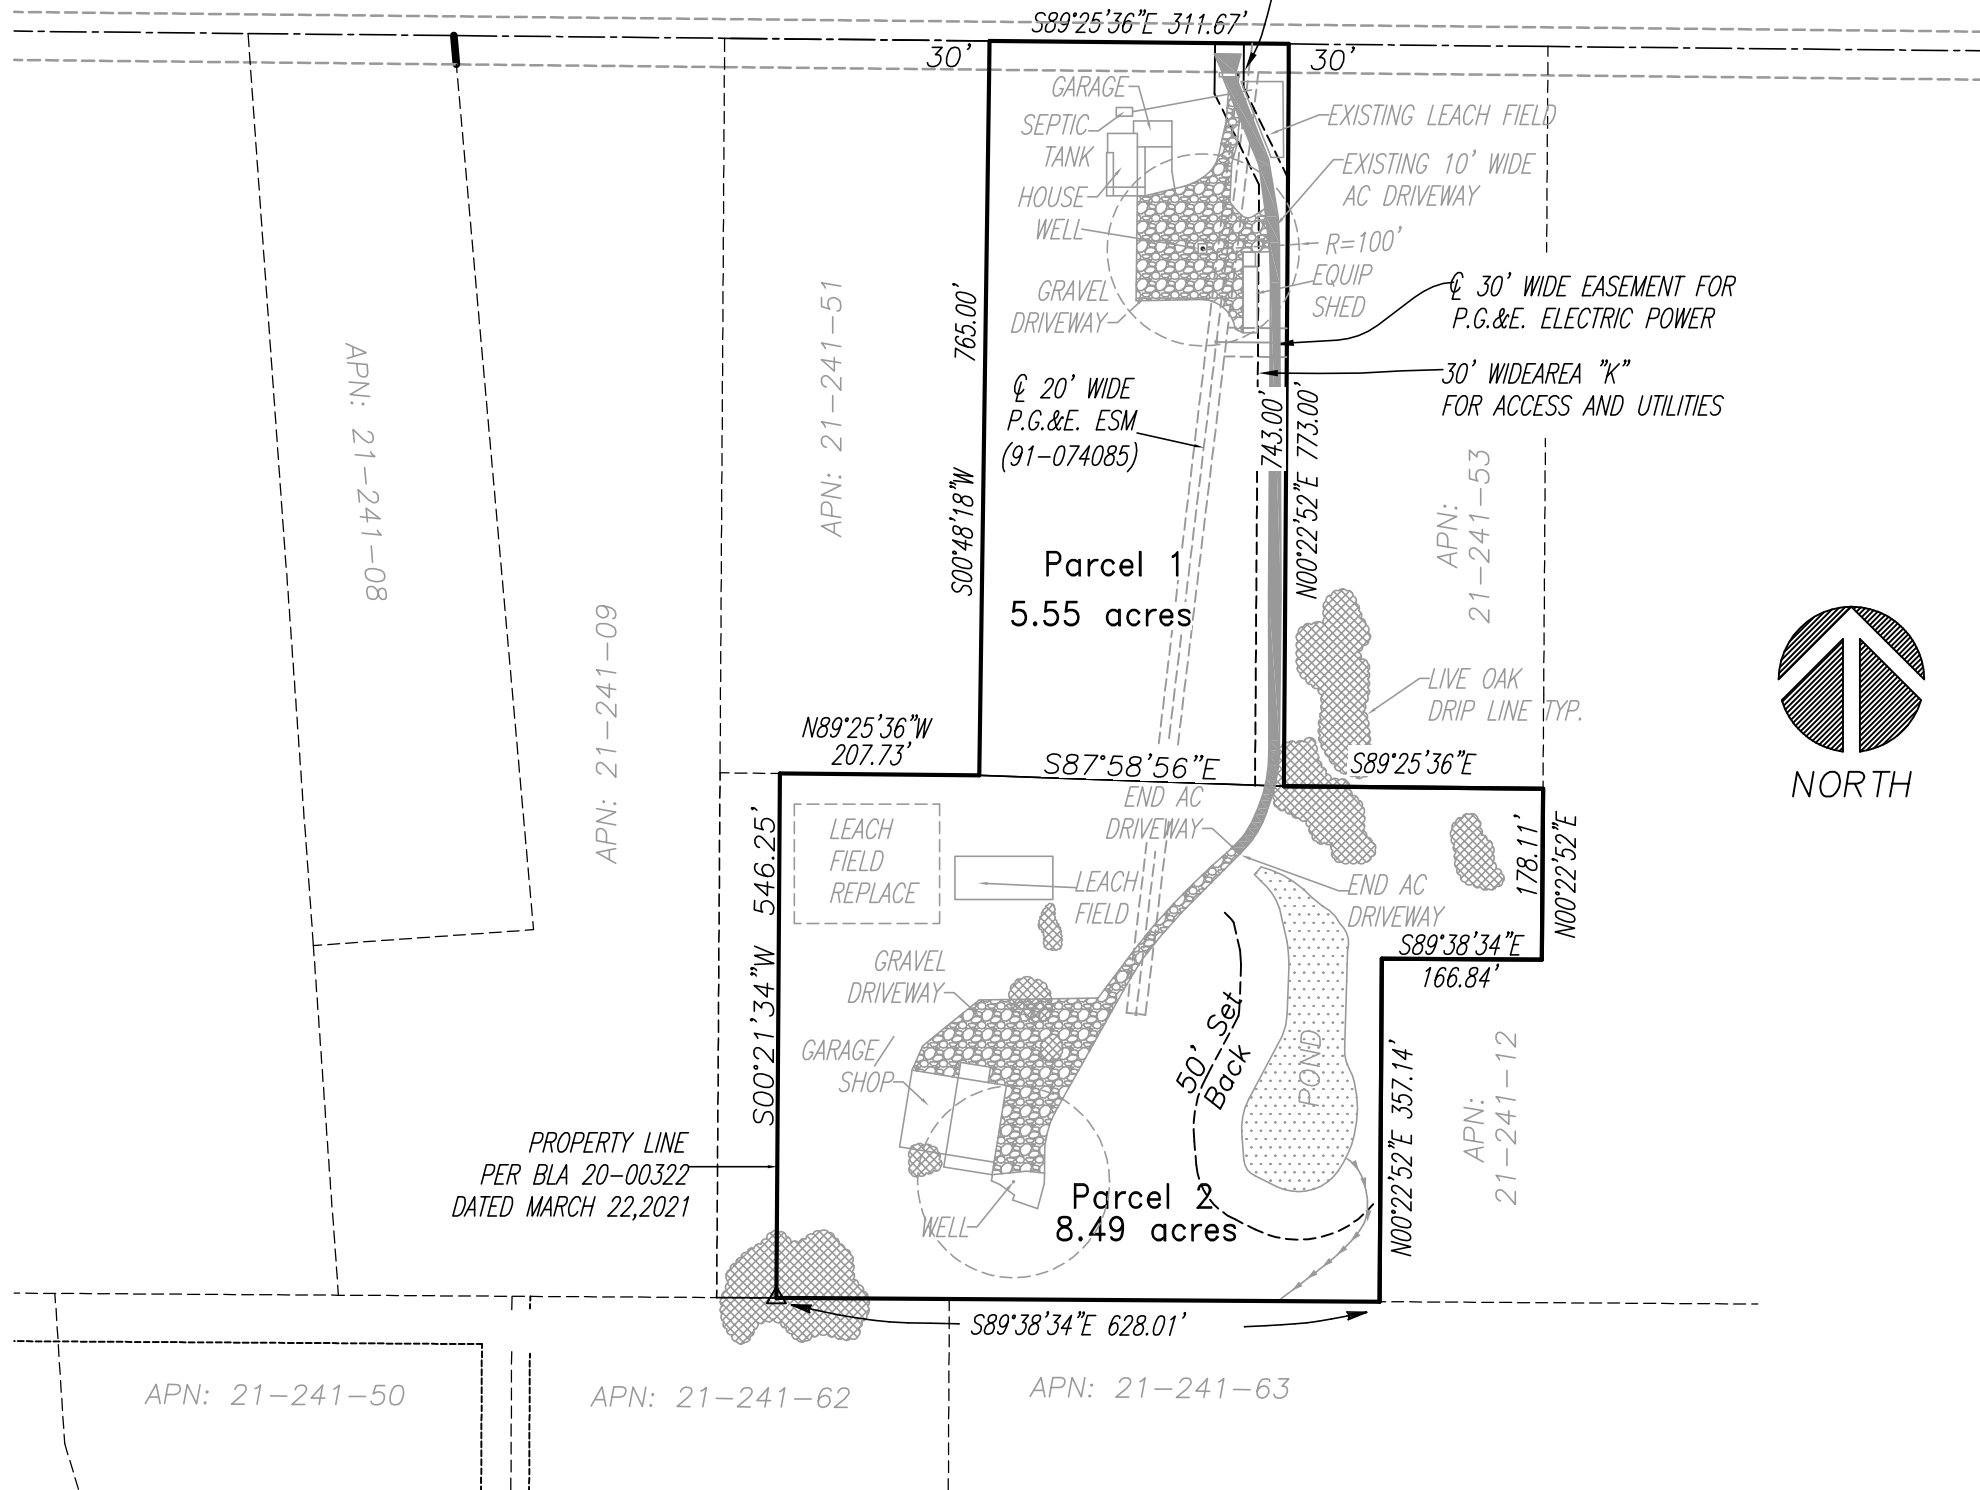 S89°25'36"E 311.67'
30'
30'
GARAGE
SEPTIC
TANK
HOUSE
WELL
GRAVEL
DRIVEWAY
EXISTING LEACH FIELD
EXISTING 10' WIDE
AC DRIVEWAY
R=100'
EQUIP
SHED
℄ 30' WIDE EASEMENT FOR
P.G.&E. ELECTRIC POWER
30' WIDEAREA "K"
FOR ACCESS AND UTILITIES
℄ 20' WIDE
P.G.&E. ESM
(91-074085)
765.00'
S00°48'18"W
743.00'
N00°22'52"E 773.00'
APN: 21-241-08
APN: 21-241-09
APN: 21-241-51
APN:
21-241-53
Parcel 1
5.55 acres
LIVE OAK
DRIP LINE TYP.
NORTH
N89°25'36"W
207.73'
S87°58'56"E
S89°25'36"E
END AC
DRIVEWAY
LEACH
FIELD
REPLACE
LEACH
FIELD
END AC
DRIVEWAY
178.11'
N00°22'52"E
S89°38'34"E
166.84'
S00°21'34"W 546.25'
GRAVEL
DRIVEWAY
GARAGE/
SHOP
50' Set
Back
POND
N00°22'52"E 357.14'
APN:
21-241-12
PROPERTY LINE
PER BLA 20-00322
DATED MARCH 22,2021
WELL
Parcel 2
8.49 acres
S89°38'34"E 628.01'
APN: 21-241-50
APN: 21-241-62
APN: 21-241-63